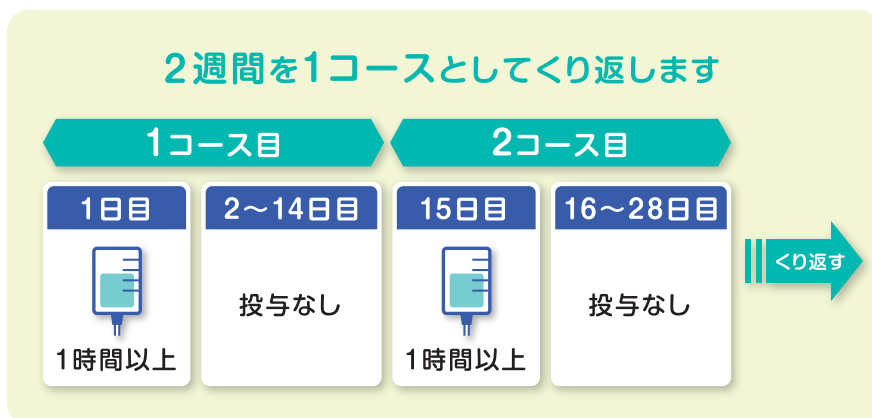 2週間を1コースとしてくり返します
1コース目
2コース目
1日目
2〜14日目
15日目
16〜28日目
くり返す
投与なし
投与なし
1時間以上
1時間以上